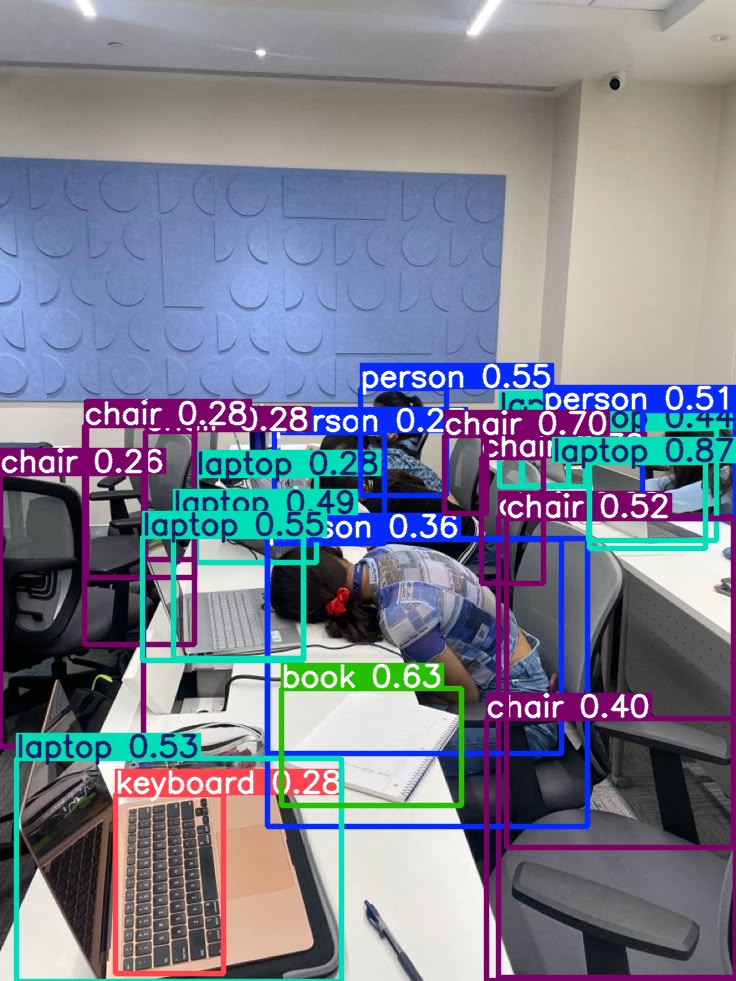 person 0.55
person 0.51
chair 0.28
0.28
rson 0.2
chair 0.70
0.44
chair 0.26
laptop 0.28
chair
laptop 0.87
laptop 0.49
chair 0.52
laptop 0.55
son 0.36
book 0.63
chair 0.40
laptop 0.53
keyboard 0.28